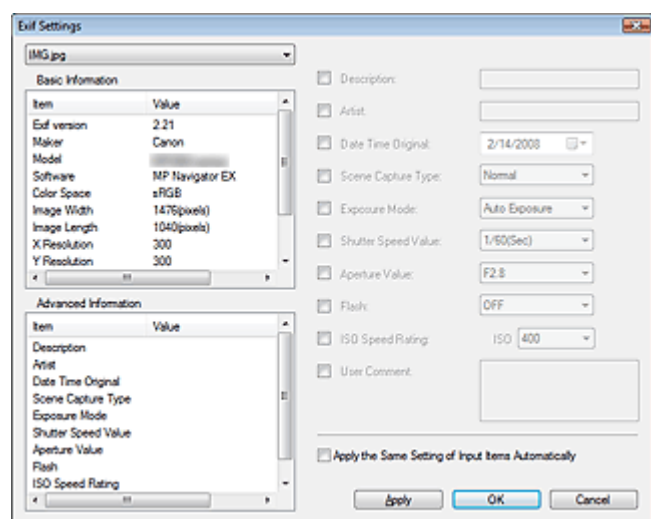 Exif Settings
IMG.jpg
Basic Information
Item Value
Exif version 2.21
Maker Canon
Model
Software MP Navigator EX
Color Space sRGB
Image Width 1476(pixels)
Image Length 1040(pixels)
X Resolution 300
Y Resolution 300
Advanced Information
Item Value
Description
Artist
Date Time Original
Scene Capture Type
Exposure Mode
Shutter Speed Value
Aperture Value
Flash
ISO Speed Rating
Description:
Artist:
Date Time Original: 2/14/2008
Scene Capture Type: Normal
Exposure Mode: Auto Exposure
Shutter Speed Value: 1/60(Sec)
Aperture Value: F2.8
Flash: OFF
ISO Speed Rating: ISO 400
User Comment:
Apply the Same Setting of Input Items Automatically
Apply OK Cancel